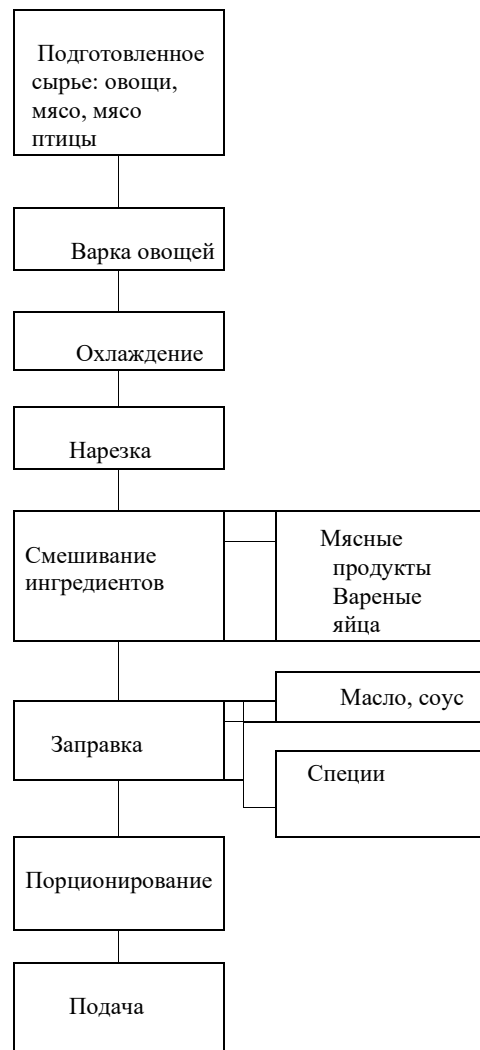 Подготовленное
сырье: овощи,
мясо, мясо
птицы
Варка овощей
Охлаждение
Нарезка
Смешивание
ингредиентов
Мясные
продукты
Вареные
яйца
Масло, соус
Заправка
Специи
Порционирование
Подача